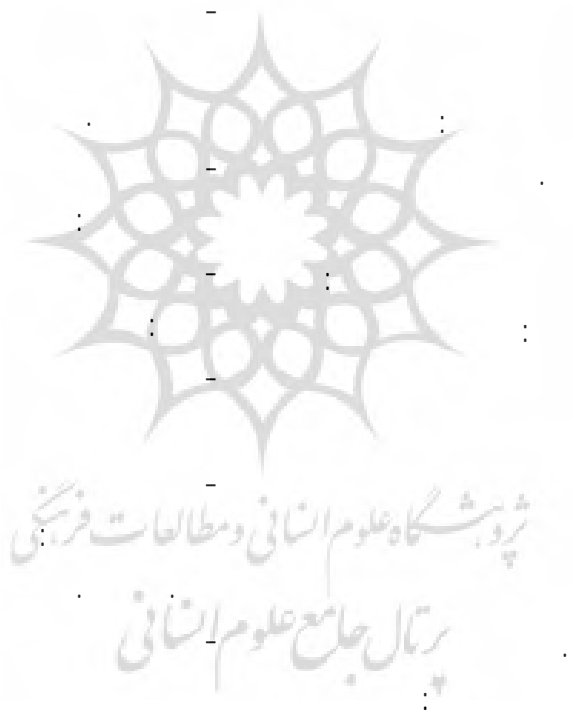 پژوهشگاه علوم انسانی و مطالعات فرهنگی
پرتال جامع علوم انسانی